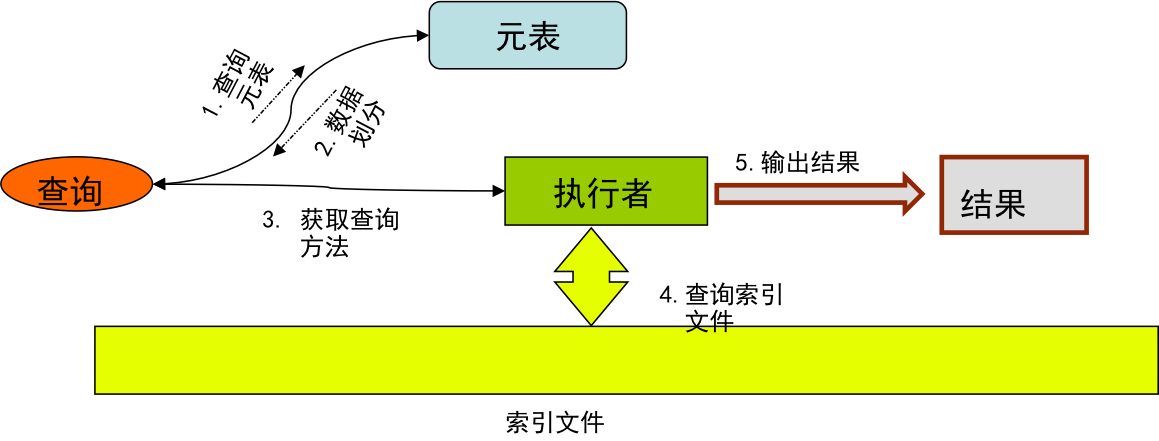 元表
1. 查询
元表
2. 数据
划分
查询
3. 获取查询
方法
执行者
5. 输出结果
结果
4. 查询索引
文件
索引文件